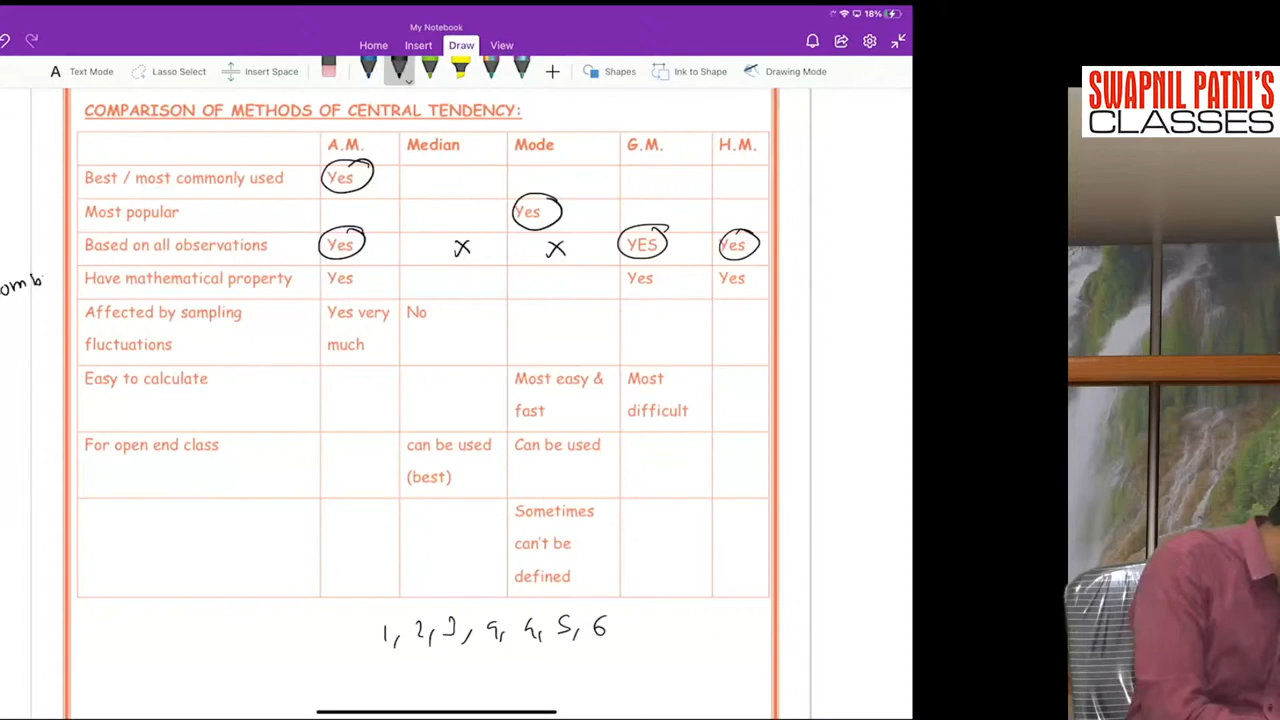 18%
My Notebook
Home Insert Draw View
A Text Mode Lasso Select Insert Space + Shapes Ink to Shape Drawing Mode
SWAPNIL PATNI'S
CLASSES
COMPARISON OF METHODS OF CENTRAL TENDENCY:
A.M. Median Mode G.M. H.M.
Best / most commonly used Yes
Most popular Yes
Based on all observations Yes x x YES Yes
Have mathematical property Yes Yes Yes
Affected by sampling Yes very No
fluctuations much
Easy to calculate Most easy & Most
fast difficult
For open end class can be used Can be used
(best)
Sometimes
can't be
defined
1, 2, 3, 4, 4, 5, 6